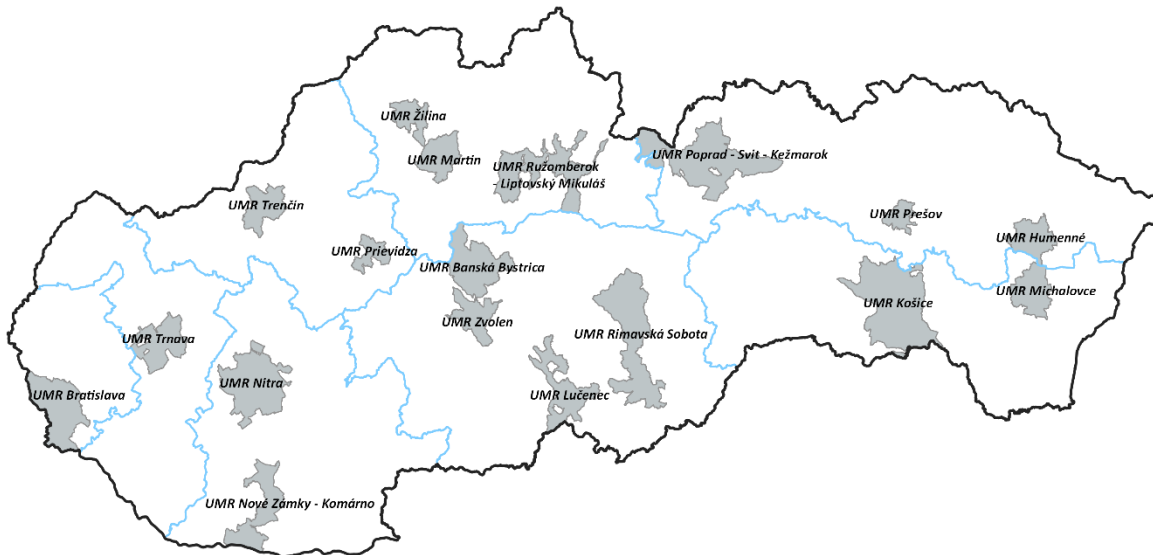 UMR Žilina
UMR Martin
UMR Ružomberok
- Liptovský Mikuláš
UMR Poprad - Svit - Kežmarok
UMR Trenčín
UMR Prešov
UMR Humenné
UMR Prievidza
UMR Banská Bystrica
UMR Michalovce
UMR Košice
UMR Zvolen
UMR Rimavská Sobota
UMR Trnava
UMR Nitra
UMR Bratislava
UMR Lučenec
UMR Nové Zámky - Komárno